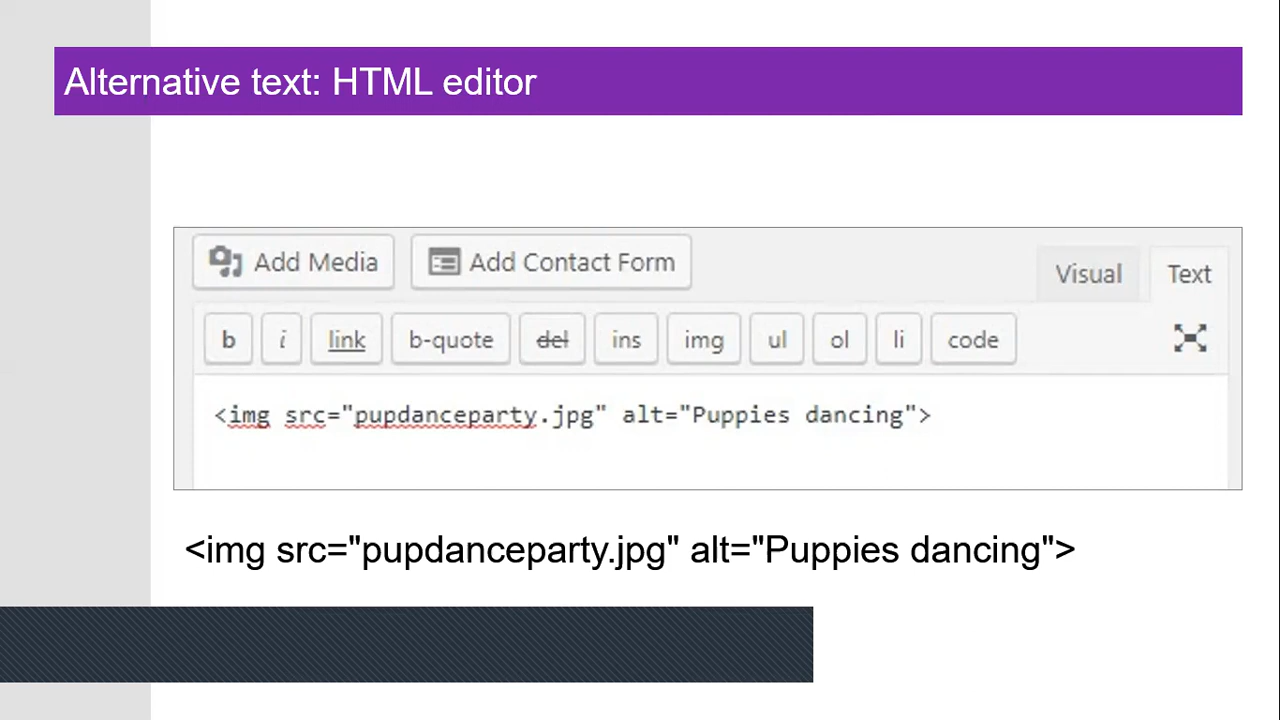 Alternative text: HTML editor
Add Media Add Contact Form Visual Text
b i link b-quote del ins img ul ol li code
<img src="pupdanceparty.jpg" alt="Puppies dancing">
<img src="pupdanceparty.jpg" alt="Puppies dancing">